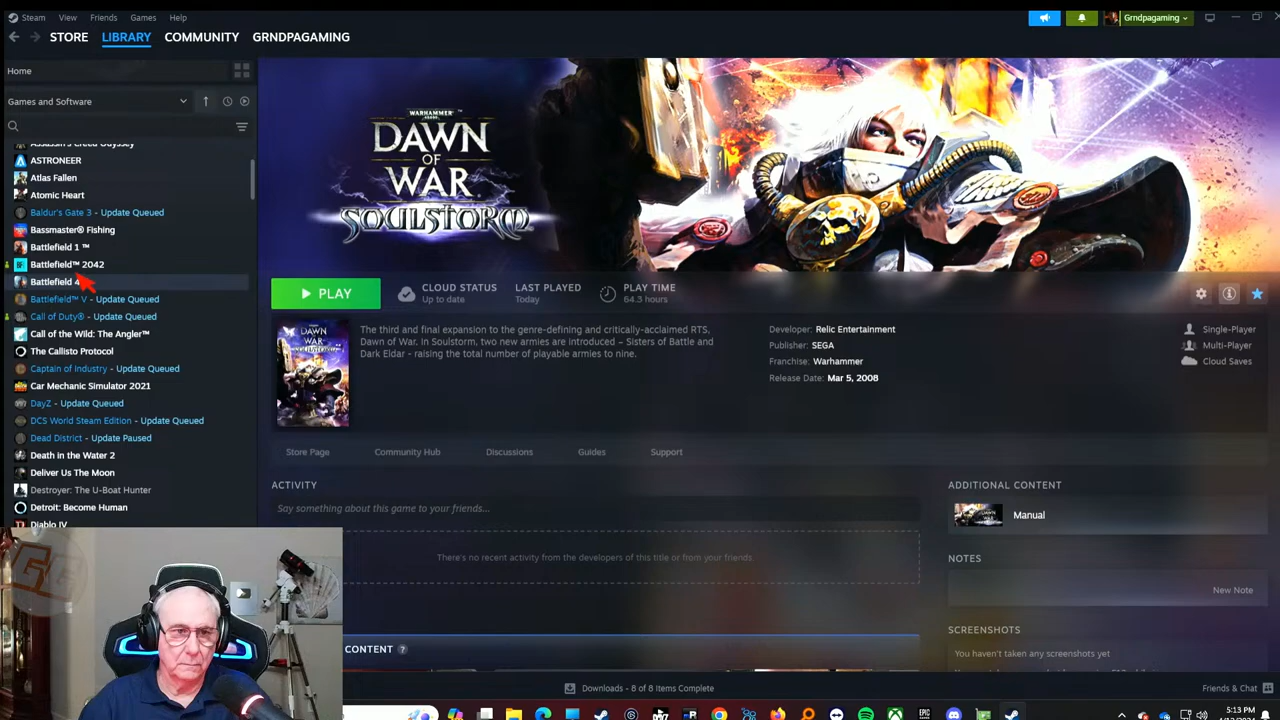 Steam View Friends Games Help
Grndpagaming
STORE LIBRARY COMMUNITY GRNDPAGAMING
Home
Games and Software
Assassin's Creed Odyssey
ASTRONEER
Atlas Fallen
Atomic Heart
Baldur's Gate 3 - Update Queued
Bassmaster® Fishing
Battlefield 1 ™
Battlefield™ 2042
Battlefield 4
Battlefield™ V - Update Queued
Call of Duty® - Update Queued
Call of the Wild: The Angler™
The Callisto Protocol
Captain of Industry - Update Queued
Car Mechanic Simulator 2021
DayZ - Update Queued
DCS World Steam Edition - Update Queued
Dead District - Update Paused
Death in the Water 2
Deliver Us The Moon
Destroyer: The U-Boat Hunter
Detroit: Become Human
Diablo IV
WARHAMMER
DAWN
OF
WAR
SOULSTORM
PLAY
CLOUD STATUS
Up to date
LAST PLAYED
Today
PLAY TIME
64.3 hours
The third and final expansion to the genre-defining and critically-acclaimed RTS,
Dawn of War. In Soulstorm, two new armies are introduced – Sisters of Battle and
Dark Eldar - raising the total number of playable armies to nine.
Developer: Relic Entertainment
Publisher: SEGA
Franchise: Warhammer
Release Date: Mar 5, 2008
Single-Player
Multi-Player
Cloud Saves
Store Page Community Hub Discussions Guides Support
ACTIVITY
Say something about this game to your friends...
There's no recent activity from the developers of this title or from your friends.
CONTENT ?
ADDITIONAL CONTENT
Manual
NOTES
New Note
SCREENSHOTS
You haven't taken any screenshots yet
Downloads - 8 of 8 Items Complete
Friends & Chat
5:13 PM